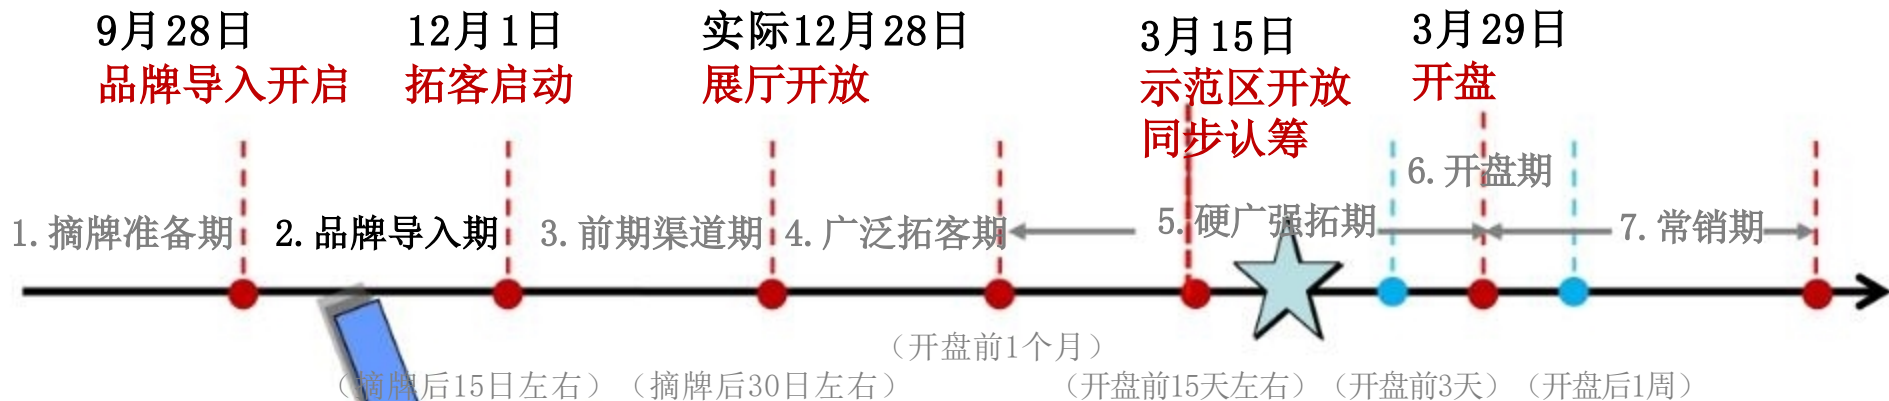 9月28日
品牌导入开启
12月1日
拓客启动
实际12月28日
展厅开放
3月15日
示范区开放
同步认筹
3月29日
开盘
1.摘牌准备期
2.品牌导入期
3.前期渠道期
4.广泛拓客期
5.硬广强拓期
6.开盘期
7.常销期
（开盘前1个月）
（摘牌后15日左右）
（摘牌后30日左右）
（开盘前15天左右）
（开盘前3天）
（开盘后1周）